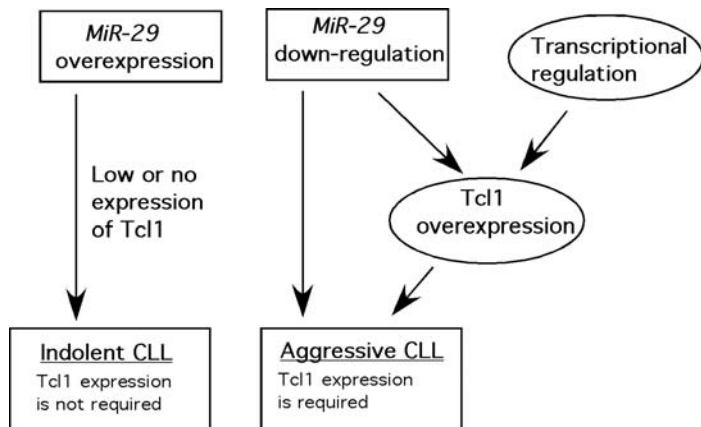 MiR-29
overexpression
MiR-29
down-regulation
Transcriptional
regulation
Low or no
expression
of Tcl1
Tcl1
overexpression
Indolent CLL
Tcl1 expression
is not required
Aggressive CLL
Tcl1 expression
is required